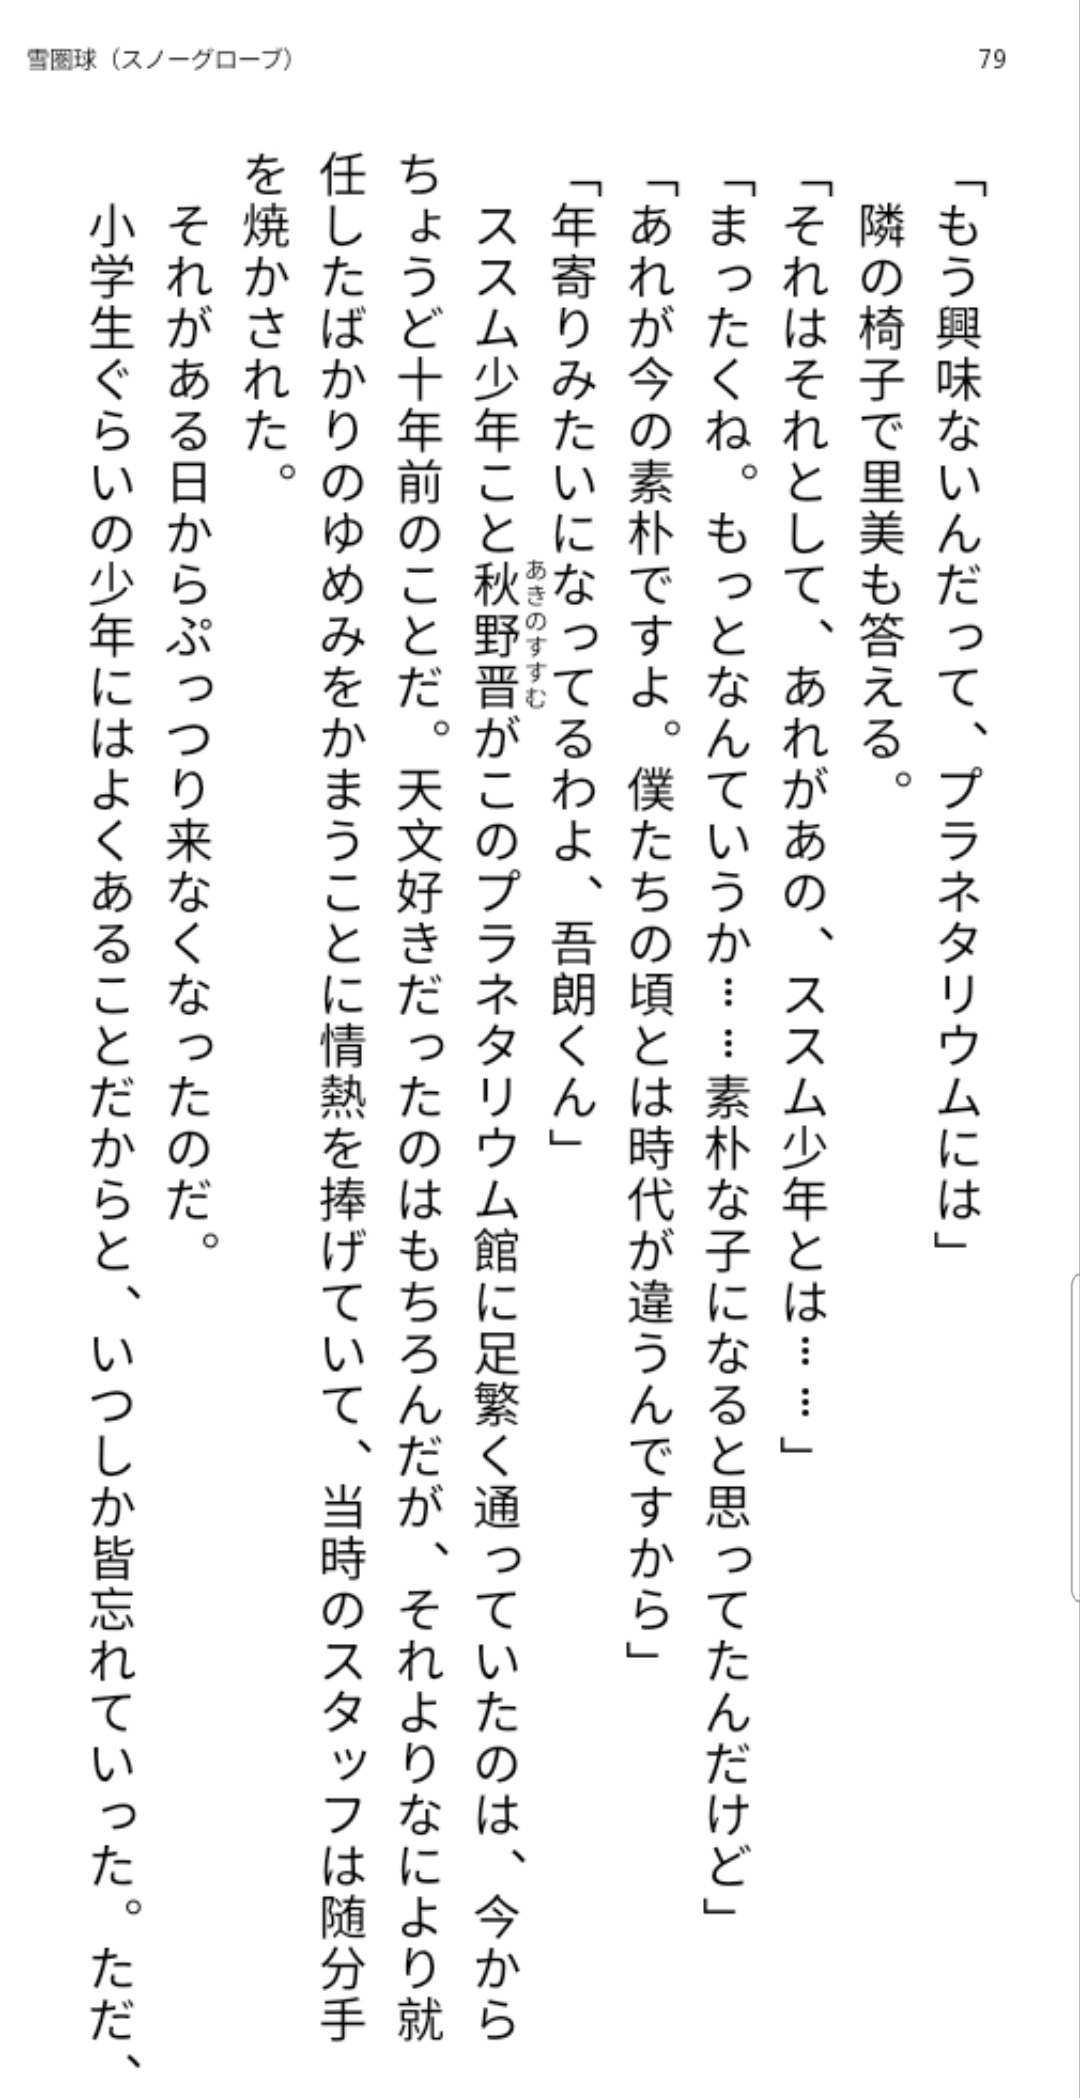 雪圏球（スノーグローブ）
79
「もう興味ないんだって、プラネタリウムには」
隣の椅子で里美も答える。
「それはそれとして、あれがあの、ススム少年とは……」
「まったくね。もっとなんていうか……素朴な子になると思ってたんだけど」
「あれが今の素朴ですよ。僕たちの頃とは時代が違うんですから」
「年寄りみたいになってるわよ、吾朗くん」
あきのすすむ
ススム少年こと秋野晋がこのプラネタリウム館に足繁く通っていたのは、今から
ちょうど十年前のことだ。天文好きだったのはもちろんだが、それよりなにより就
任したばかりのゆめみをかまうことに情熱を捧げていて、当時のスタッフは随分手
を焼かされた。
それがある日からぷっつり来なくなったのだ。
小学生ぐらいの少年にはよくあることだからと、いつしか皆忘れていった。ただ、